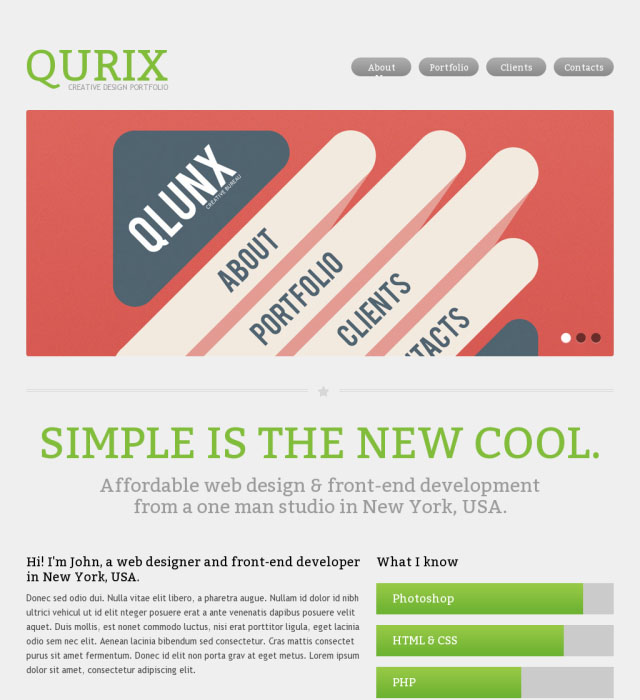 QURIX
CREATIVE DESIGN PORTFOLIO
About
Portfolio
Clients
Contacts
QLUNX
CREATIVE BUREAU
ABOUT
PORTFOLIO
CLIENTS
TACTS
SIMPLE IS THE NEW COOL.
Affordable web design & front-end development
from a one man studio in New York, USA.
Hi! I'm John, a web designer and front-end developer
in New York, USA.
Donec sed odio dui. Nulla vitae elit libero, a pharetra augue. Nullam id dolor id nibh
ultrici vehicul ut id elit nteger posuere erat a ante venenatis dapibus posuere velit
aquet. Duis mollis, est nonet commodo luctus, nisi erat porttitor ligula, eget lacinia
odio sem nec elit. Aenean lacinia bibendum sed consectetur. Cras mattis consectet
purus sit amet fermentum. Donec id elit non porta grav at eget metus. Lorem ipsum
dolor sit amet, consectetur adipiscing elit.
What I know
Photoshop
HTML & CSS
PHP